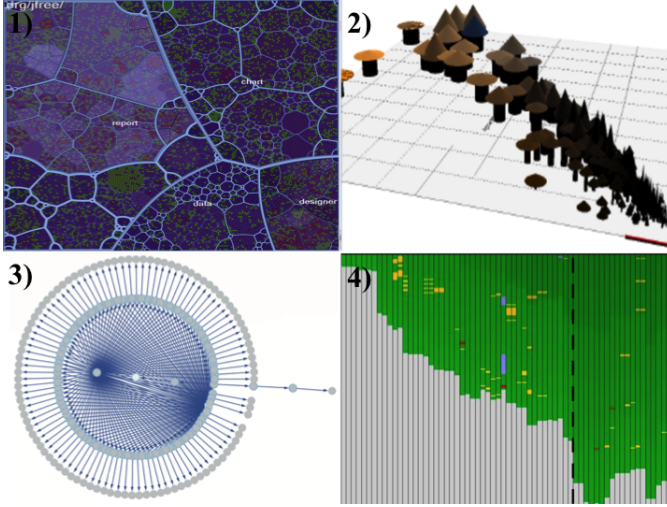 1)
org/jfree/
chart
report
data
designer
2)
3)
4)